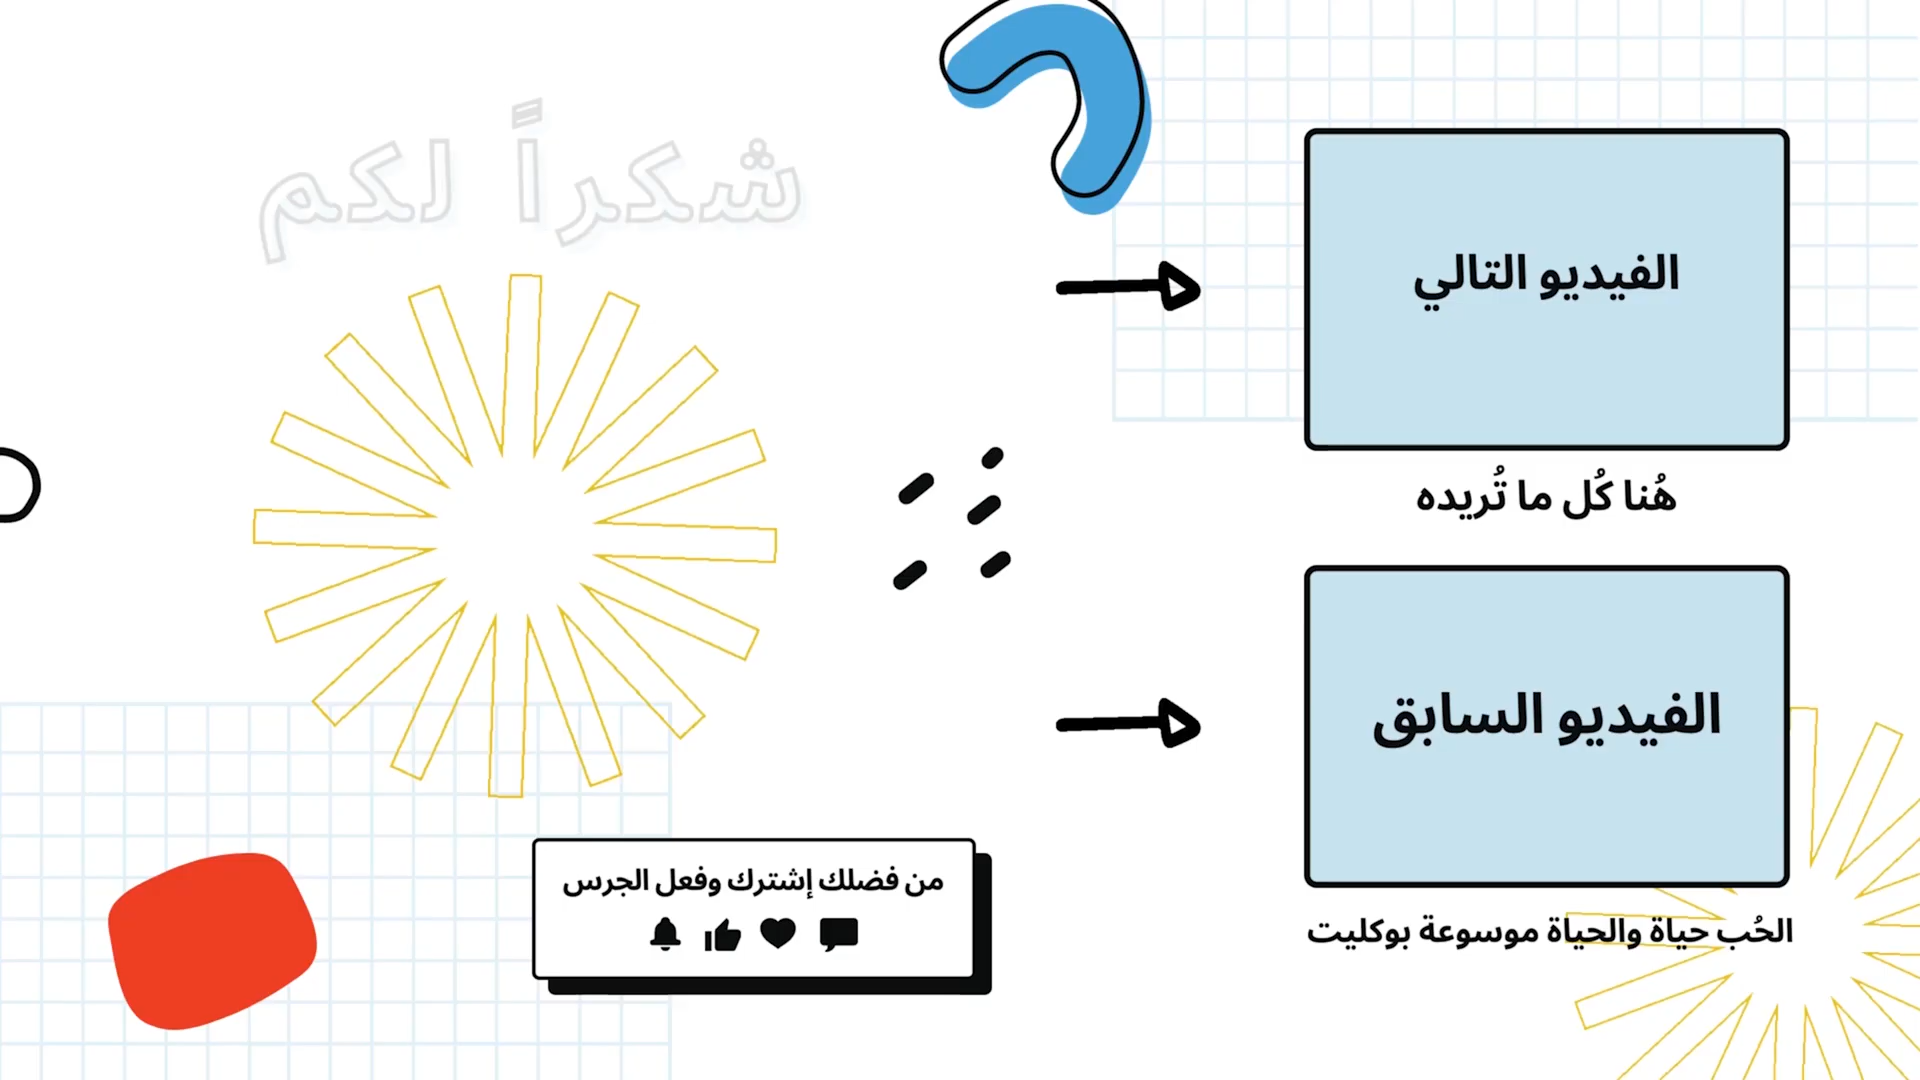 شكراً لكم
الفيديو التالي
هُنا كُل ما تُريده
الفيديو السابق
الحُب حياة والحياة موسوعة بوكليت
من فضلك إشترك وفعل الجرس